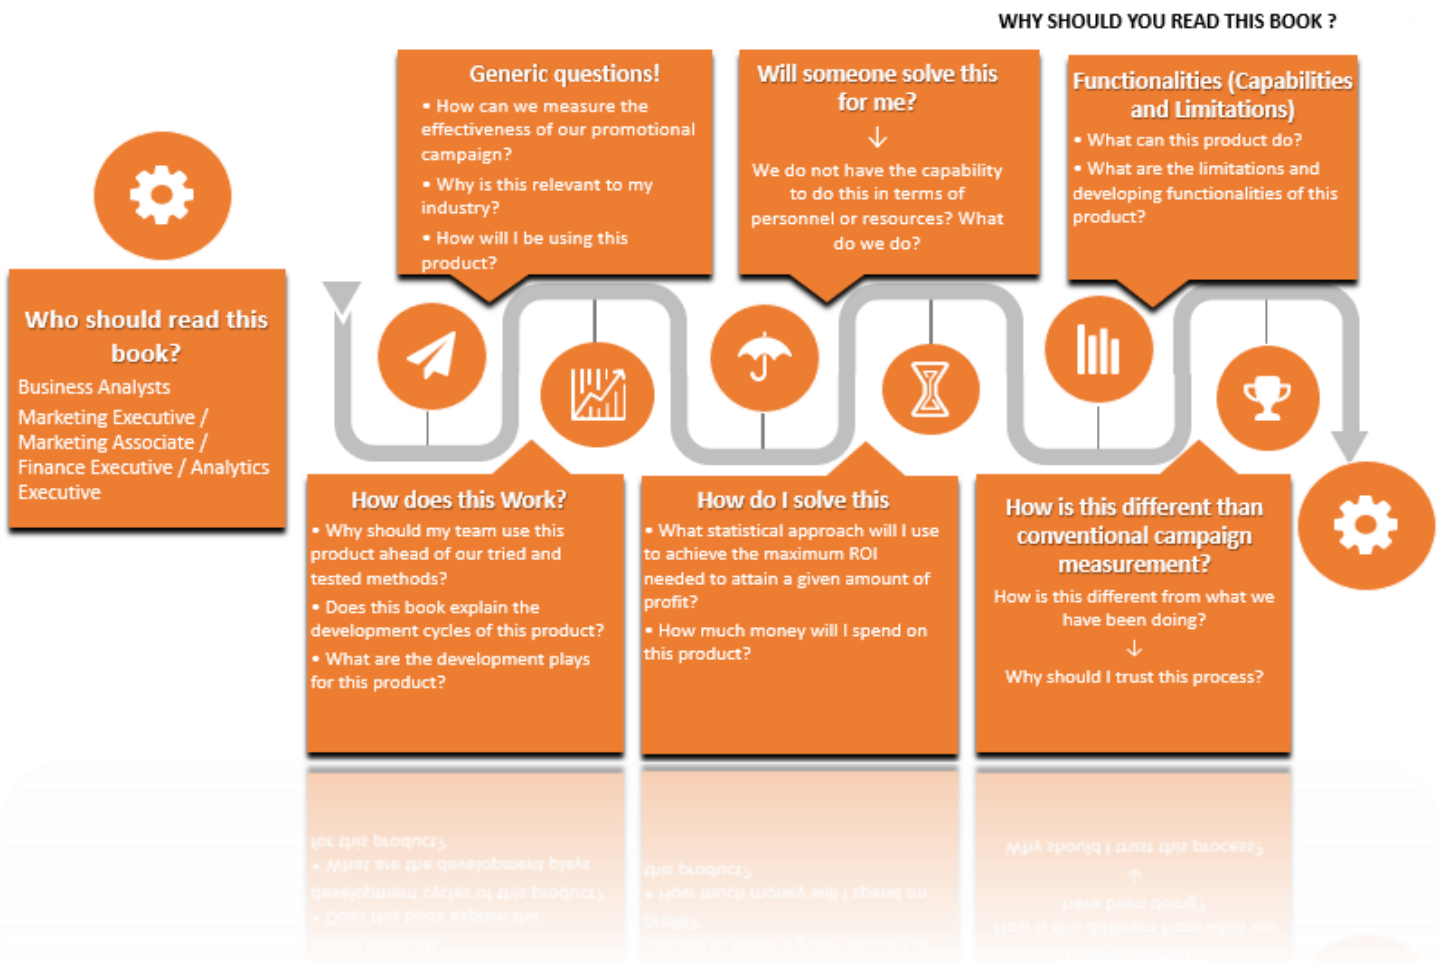 WHY SHOULD YOU READ THIS BOOK ?
Generic questions!
• How can we measure the
effectiveness of our promotional
campaign?
• Why is this relevant to my
industry?
• How will I be using this
product?
Will someone solve this
for me?
↓
We do not have the capability
to do this in terms of
personnel or resources? What
do we do?
Functionalities (Capabilities
and Limitations)
• What can this product do?
• What are the limitations and
developing functionalities of this
product?
Who should read this
book?
Business Analysts
Marketing Executive /
Marketing Associate /
Finance Executive / Analytics
Executive
How does this Work?
• Why should my team use this
product ahead of our tried and
tested methods?
• Does this book explain the
development cycles of this product?
• What are the development plays
for this product?
How do I solve this
• What statistical approach will I use
to achieve the maximum ROI
needed to attain a given amount of
profit?
• How much money will I spend on
this product?
How is this different than
conventional campaign
measurement?
How is this different from what we
have been doing?
↓
Why should I trust this process?